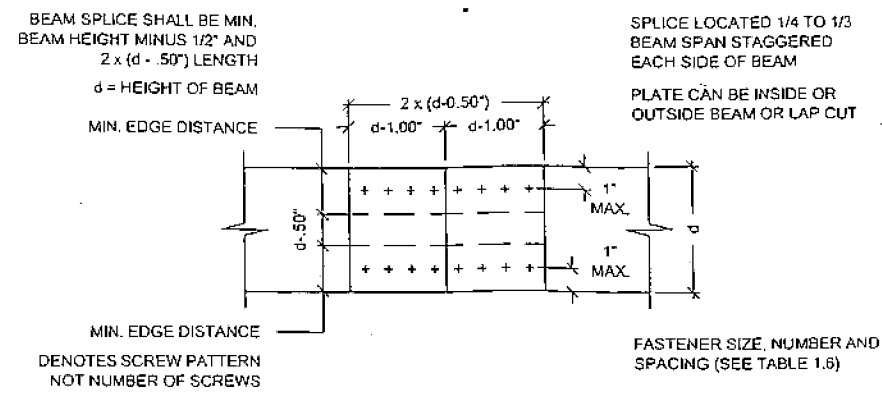 BEAM SPLICE SHALL BE MIN.
BEAM HEIGHT MINUS 1/2" AND
2 x (d - .50") LENGTH
d = HEIGHT OF BEAM
MIN. EDGE DISTANCE
SPLICE LOCATED 1/4 TO 1/3
BEAM SPAN STAGGERED
EACH SIDE OF BEAM
PLATE CAN BE INSIDE OR
OUTSIDE BEAM OR LAP CUT
2 x (d-0.50")
d-1.00" d-1.00"
1"
MAX.
d-.50"
d
1"
MAX.
MIN. EDGE DISTANCE
DENOTES SCREW PATTERN
NOT NUMBER OF SCREWS
FASTENER SIZE, NUMBER AND
SPACING (SEE TABLE 1.6)